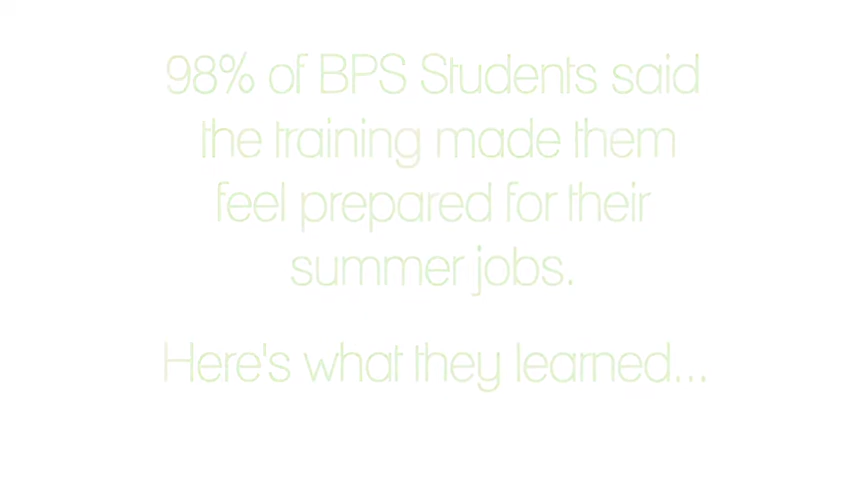 98% of BPS Students said
the training made them
feel prepared for their
summer jobs.
Here's what they learned...